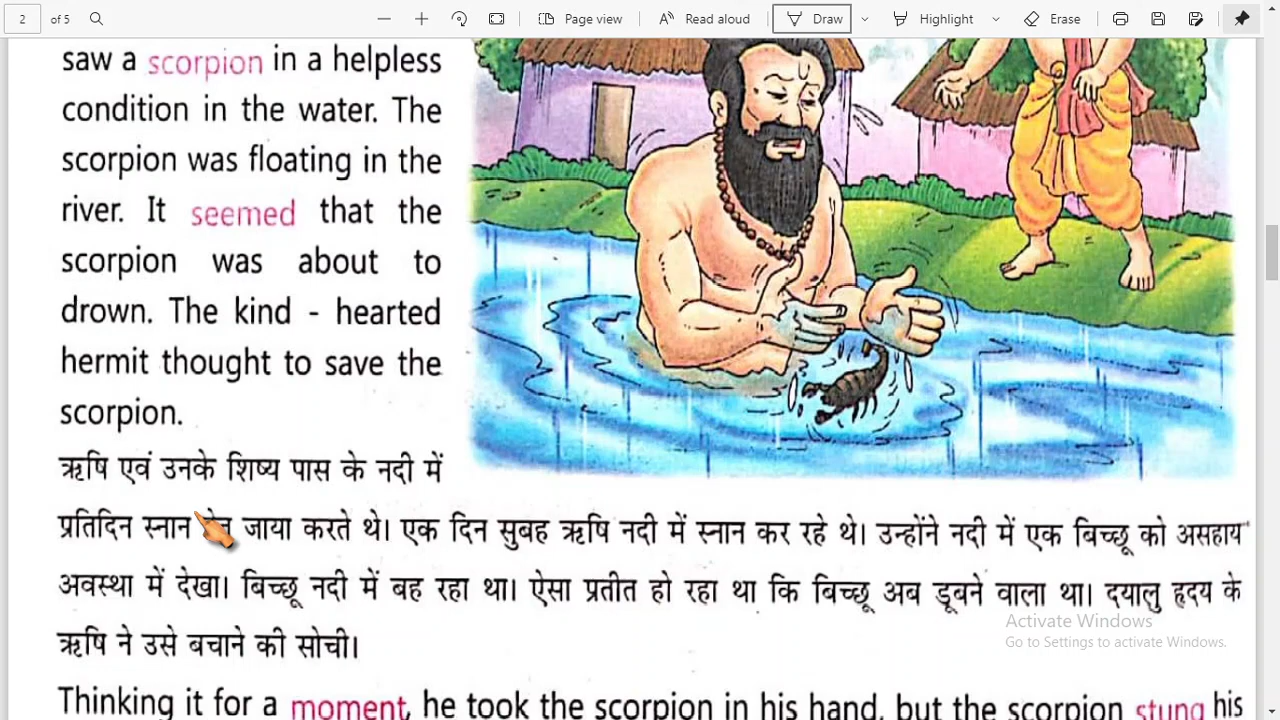 2 of 5 Page view Read aloud Draw Highlight Erase
saw a scorpion in a helpless
condition in the water. The
scorpion was floating in the
river. It seemed that the
scorpion was about to
drown. The kind - hearted
hermit thought to save the
scorpion.
ऋषि एवं उनके शिष्य पास के नदी में
प्रतिदिन स्नान जाया करते थे। एक दिन सुबह ऋषि नदी में स्नान कर रहे थे। उन्होंने नदी में एक बिच्छू को असहाय
अवस्था में देखा। बिच्छू नदी में बह रहा था। ऐसा प्रतीत हो रहा था कि बिच्छू अब डूबने वाला था। दयालु हृदय के
Activate Windows
Go to Settings to activate Windows.
ऋषि ने उसे बचाने की सोची।
Thinking it for a moment, he took the scorpion in his hand, but the scorpion stung his